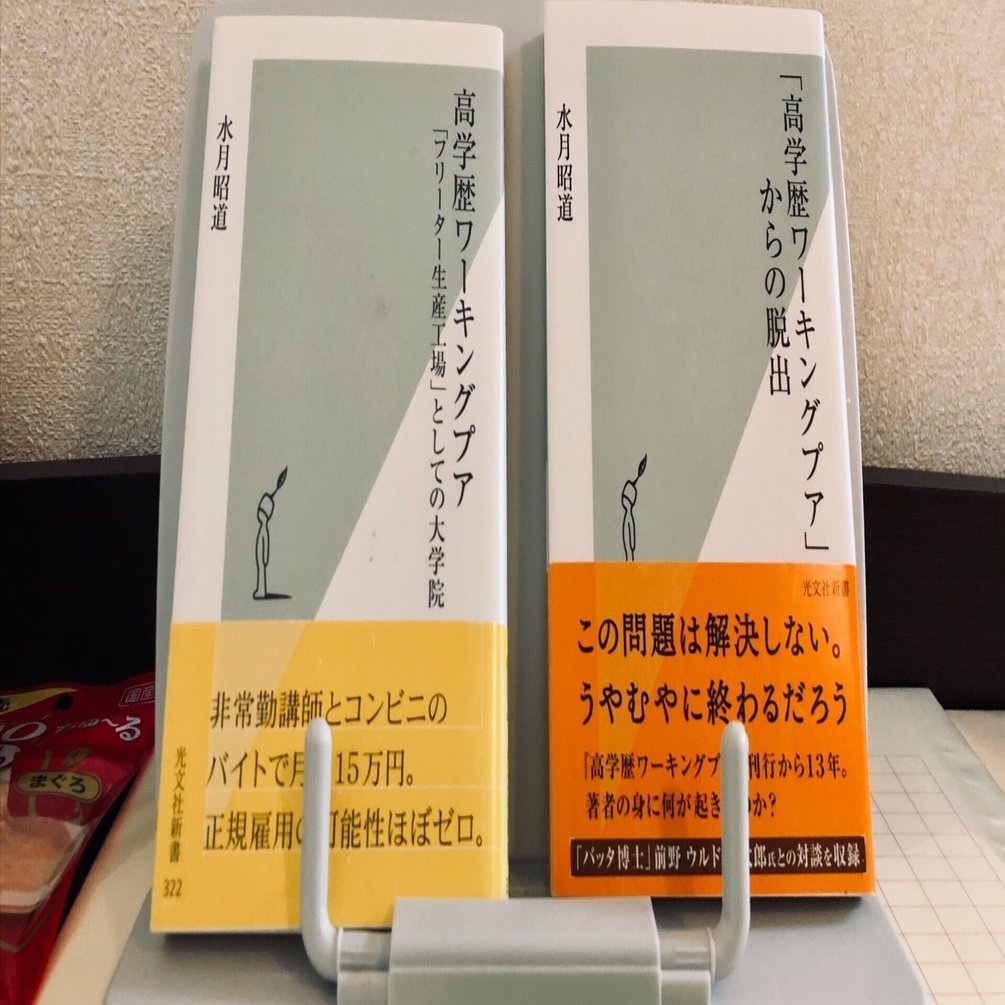 高学歴ワーキングプア
「フリーター生産工場」としての大学院
水月昭道
非常勤講師とコンビニの
バイトで月 15万円。
正規雇用の可能性ほぼゼロ。
光文社新書
322
「高学歴ワーキングプア」
からの脱出
水月昭道
光文社新書
この問題は解決しない。
うやむやに終わるだろう
『高学歴ワーキングプ 刊行から13年。
著者の身に何が起き のか?
「バッタ博士」前野 ウルド 太郎氏との対談を収録
国産
ちゅ〜る
まぐろ